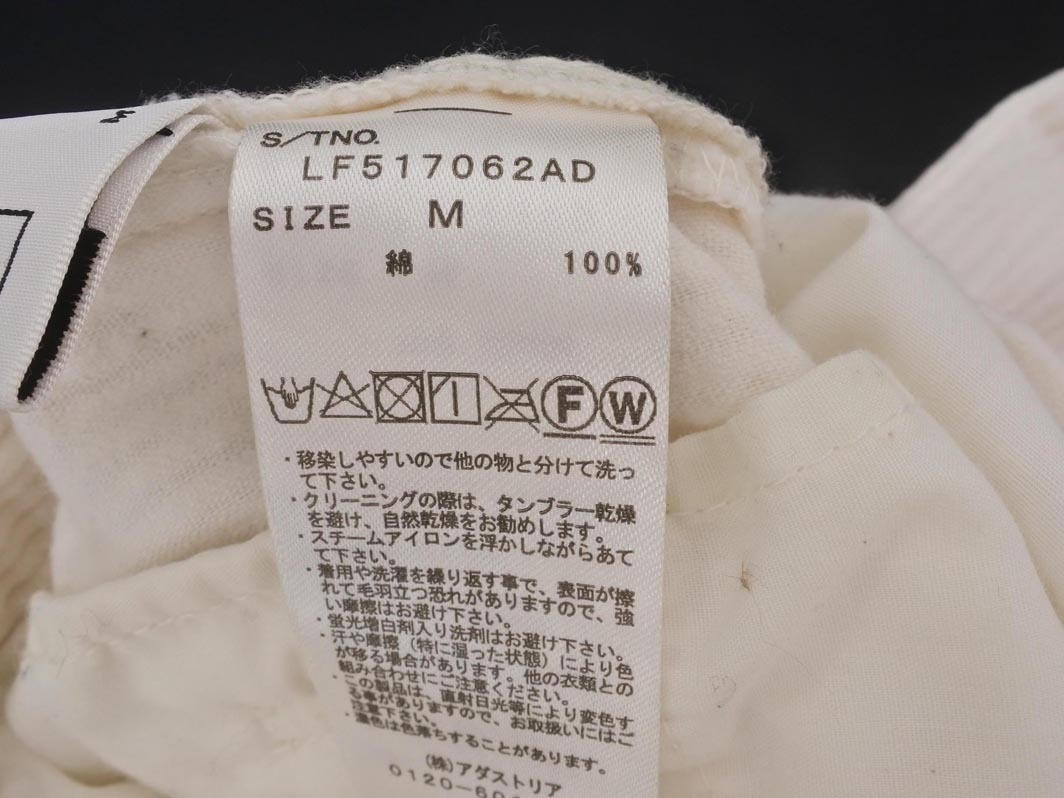 S/TNO.
LF517062AD
SIZE M
綿 100%
F W
・移染しやすいので他の物と分けて洗っ
て下さい。
・クリーニングの際は、タンブラー乾燥
を避け、自然乾燥をお勧めします。
・スチームアイロンを浮かしながらあて
て下さい。
・着用や洗濯を繰り返す事で、表面が擦
れて毛羽立つ恐れがありますので、強
い摩擦はお避け下さい。
・蛍光増白剤入り洗剤はお避け下さい。
・汗や摩擦（特に湿った状態）により色
が移る場合があります。他の衣類との
組み合わせにご注意ください。
・この製品は、直射日光等により変色す
る事がありますので、お取扱いにはご
注意下さい。
・濃色は色落ちすることがあります。
(株)アダストリア
0120-601